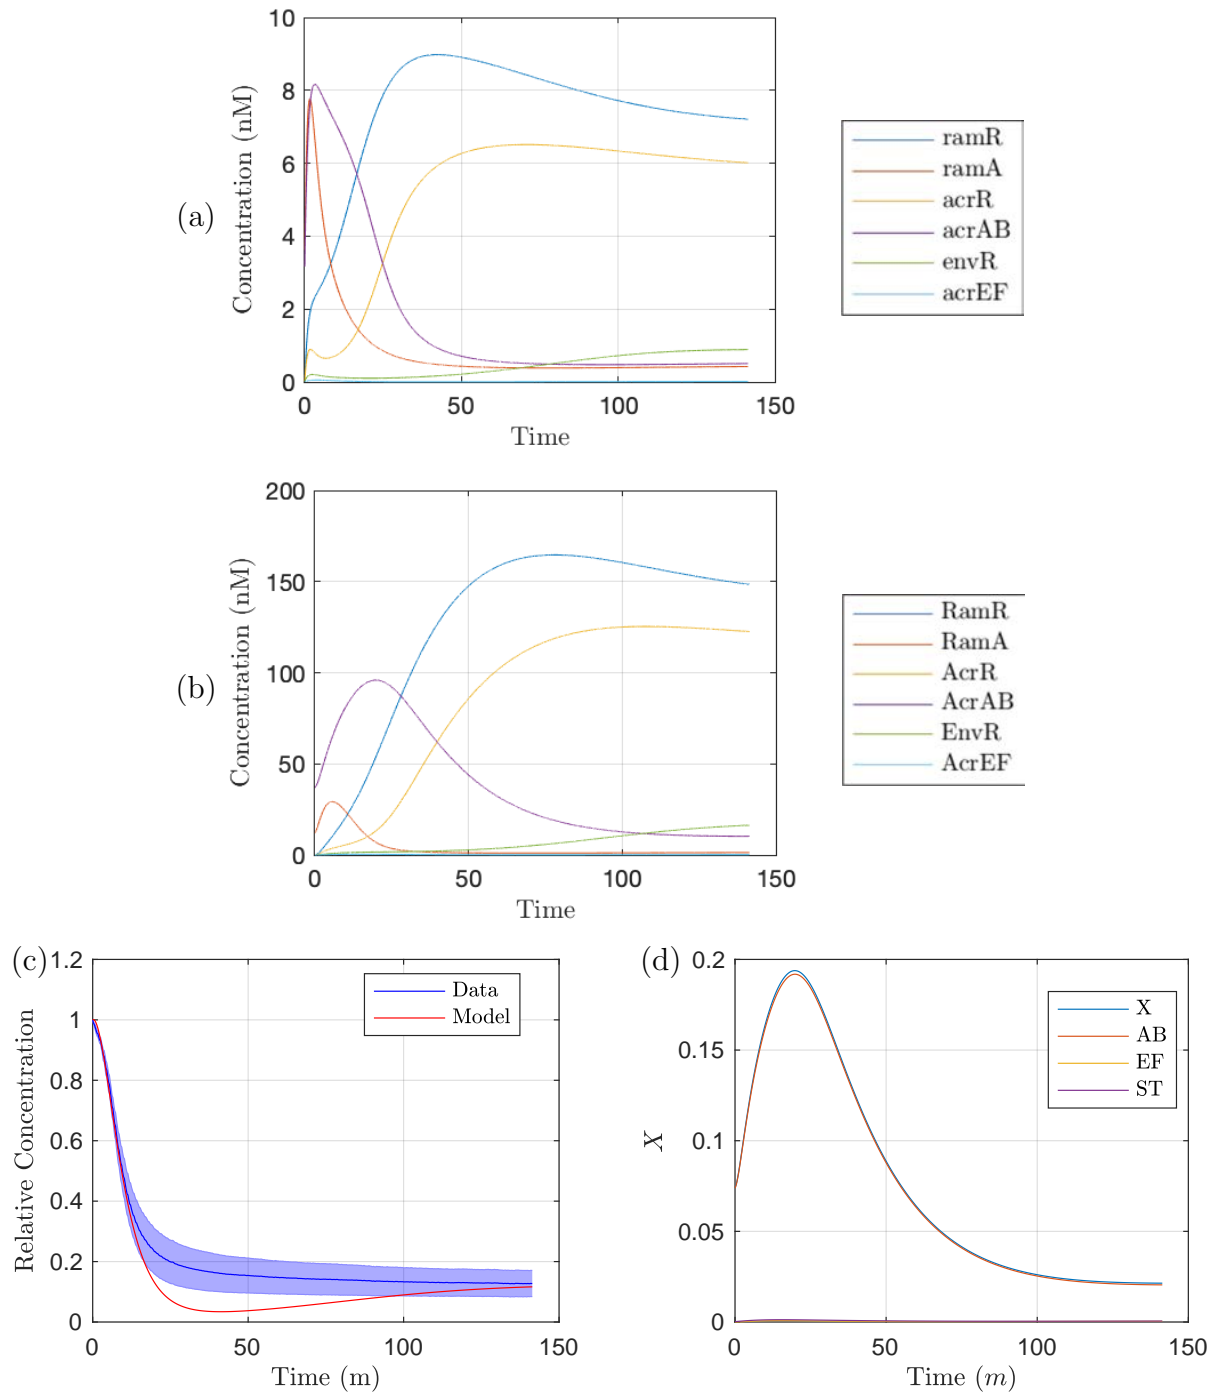 10
8
6
4
2
0
0 50 100 150
Concentration (nM)
Time
(a)
ramR
ramA
acrR
acrAB
envR
acrEF
200
150
100
50
0
0 50 100 150
Concentration (nM)
Time
(b)
RamR
RamA
AcrR
AcrAB
EnvR
AcrEF
(c)
1.2
1
0.8
0.6
0.4
0.2
0
0 50 100 150
Relative Concentration
Time (m)
Data
Model
(d)
0.2
0.15
0.1
0.05
0
0 50 100 150
X
Time (m)
X
AB
EF
ST